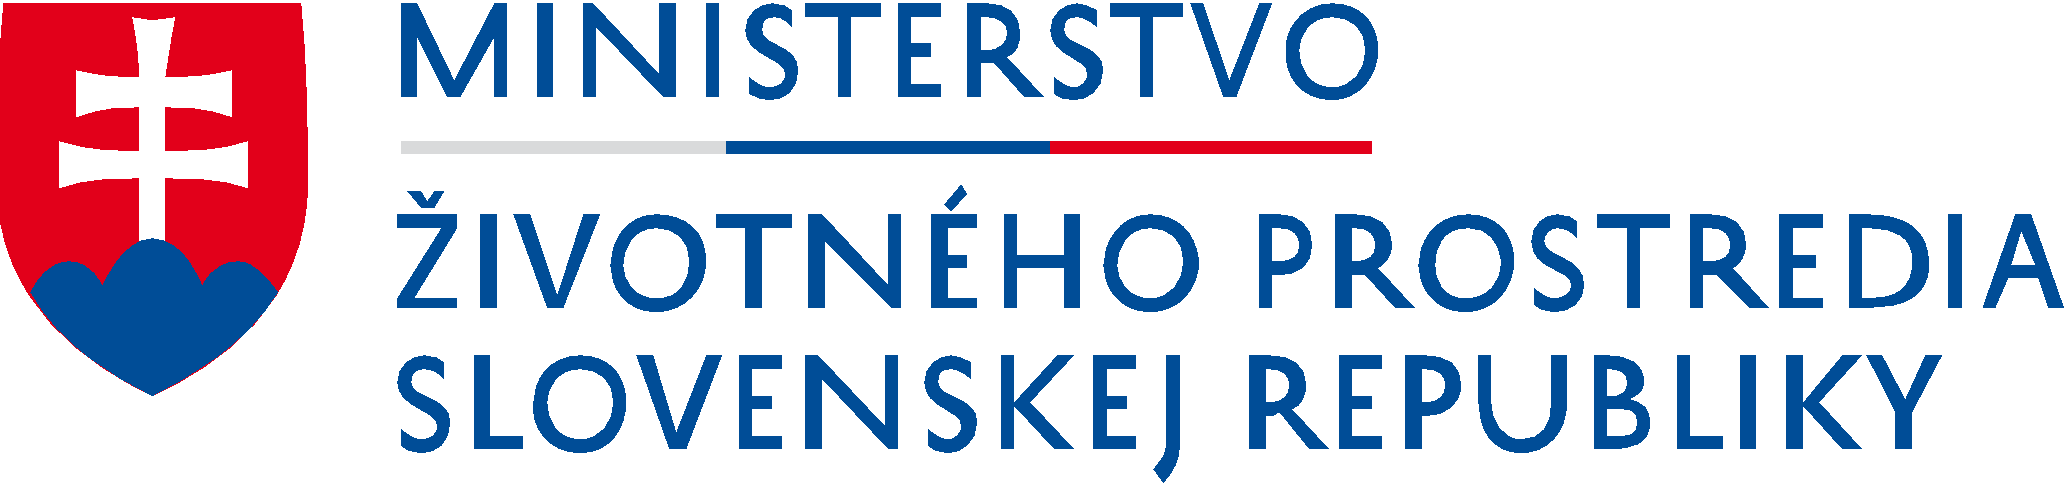 MINISTERSTVO
ŽIVOTNÉHO PROSTREDIA
SLOVENSKEJ REPUBLIKY